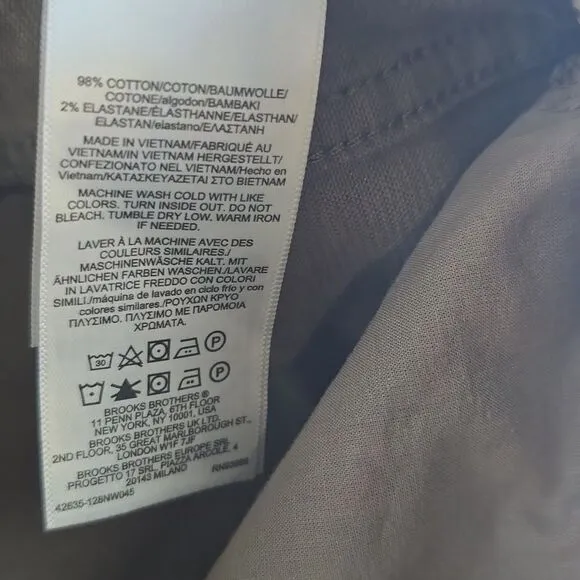 98% COTTON/COTON/BAUMWOLLE/
COTONE/algodon/BAMBAKI
2% ELASTANE/ÉLASTHANNE/ELASTHAN/
ELASTAN/elastano/ΕΛΑΣΤΑΝΗ
MADE IN VIETNAM/FABRIQUÉ AU
VIETNAM/IN VIETNAM HERGESTELLT/
CONFEZIONATO NEL VIETNAM/Hecho en
Vietnam/ΚΑΤΑΣΚΕΥΑΖΕΤΑΙ ΣΤΟ ΒΙΕΤΝΑΜ
MACHINE WASH COLD WITH LIKE
COLORS. TURN INSIDE OUT. DO NOT
BLEACH. TUMBLE DRY LOW. WARM IRON
IF NEEDED.
LAVER À LA MACHINE AVEC DES
COULEURS SIMILAIRES./
MASCHINENWÄSCHE KALT. MIT
ÄHNLICHEN FARBEN WASCHEN./LAVARE
IN LAVATRICE FREDDO CON COLORI
SIMILI./máquina de lavado en ciclo frío y con
colores similares./ΡΟΥΧΩΝ ΚΡΥΟ
ΠΛΥΣΙΜΟ. ΠΛΥΣΙΜΟ ΜΕ ΠΑΡΟΜΟΙΑ
ΧΡΩΜΑΤΑ.
30 P
P
BROOKS BROTHERS ®
11 PENN PLAZA, 6TH FLOOR
NEW YORK, NY 10001, USA
BROOKS BROTHERS UK LTD.
2ND FLOOR, 35 GREAT MARLBOROUGH ST.,
LONDON W1F 7JF
BROOKS BROTHERS EUROPE SRL
PROGETTO 17 SRL, PIAZZA ARCOLE, 4
20143 MILANO
42635-128NW045